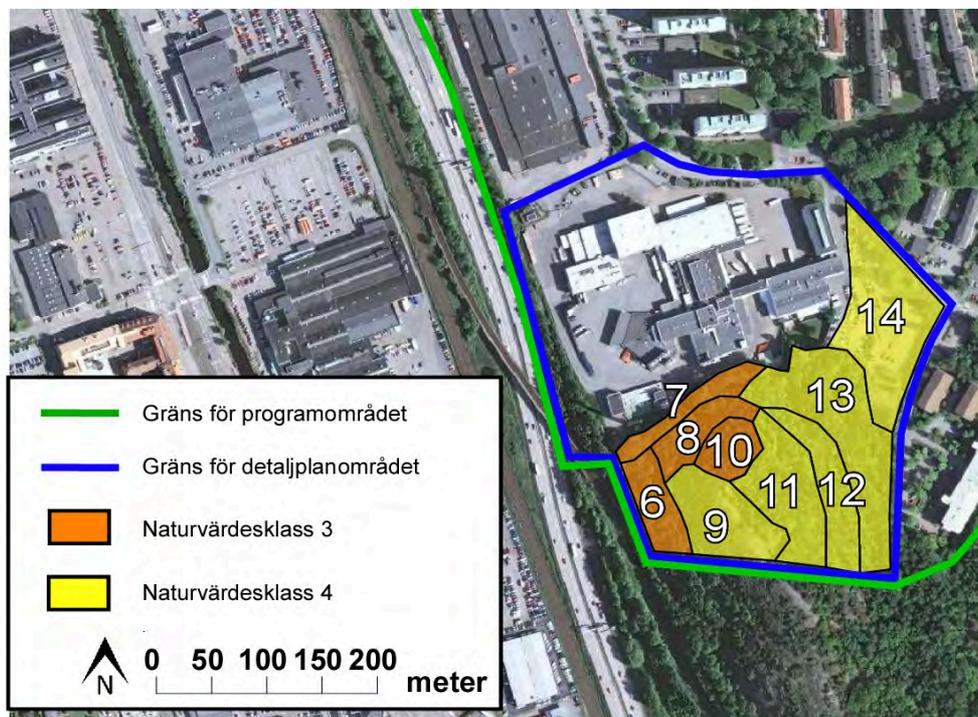 14
13
7
8
10
6
11
12
9
Gräns för programområdet
Gräns för detaljplanområdet
Naturvärdesklass 3
Naturvärdesklass 4
N
0 50 100 150 200
meter